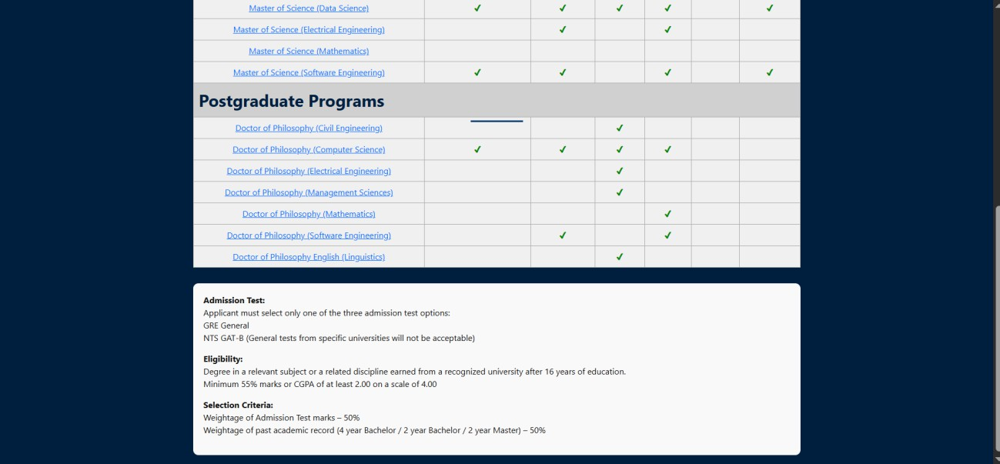 Master of Science (Data Science) ✓ ✓ ✓ ✓ ✓
Master of Science (Electrical Engineering) ✓ ✓
Master of Science (Mathematics)
Master of Science (Software Engineering) ✓ ✓ ✓ ✓
Postgraduate Programs
Doctor of Philosophy (Civil Engineering) ✓
Doctor of Philosophy (Computer Science) ✓ ✓ ✓ ✓
Doctor of Philosophy (Electrical Engineering) ✓
Doctor of Philosophy (Management Sciences) ✓
Doctor of Philosophy (Mathematics) ✓
Doctor of Philosophy (Software Engineering) ✓ ✓
Doctor of Philosophy English (Linguistics) ✓
Admission Test:
Applicant must select only one of the three admission test options:
GRE General
NTS GAT-B (General tests from specific universities will not be acceptable)
Eligibility:
Degree in a relevant subject or a related discipline earned from a recognized university after 16 years of education.
Minimum 55% marks or CGPA of at least 2.00 on a scale of 4.00
Selection Criteria:
Weightage of Admission Test marks – 50%
Weightage of past academic record (4 year Bachelor / 2 year Bachelor / 2 year Master) – 50%